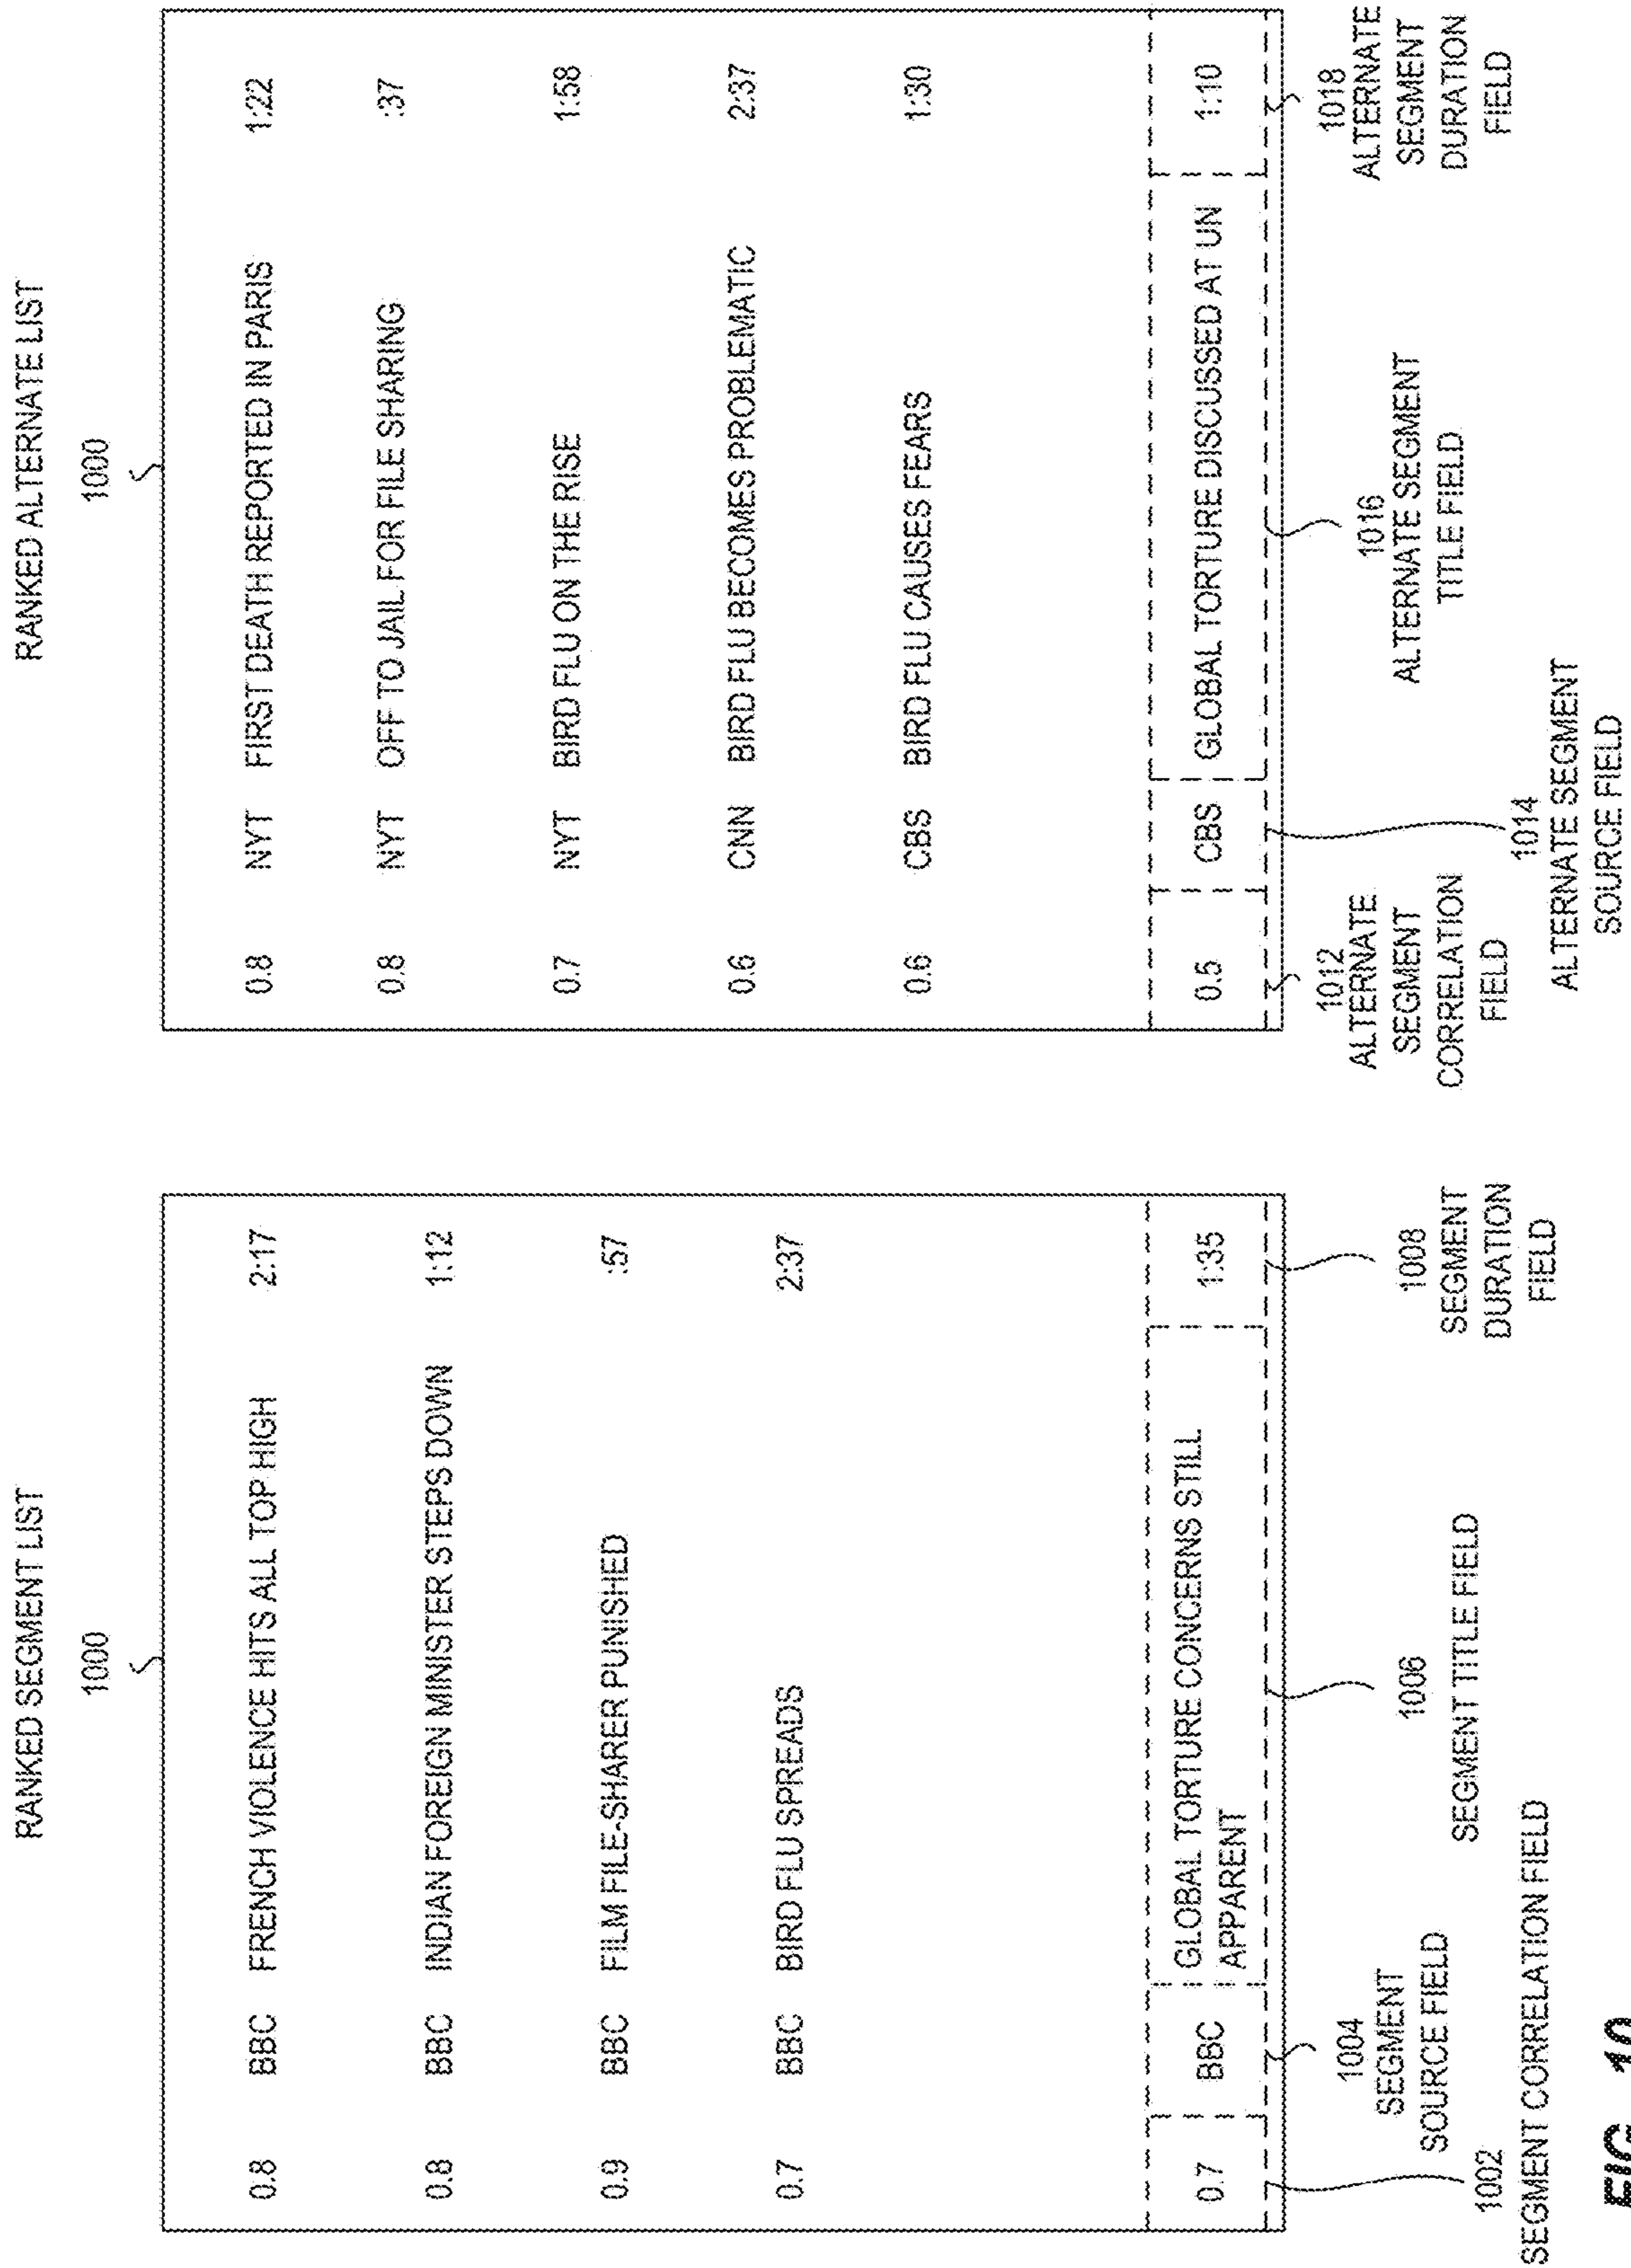 RANKED SEGMENT LIST
1000
0.8 BBC FRENCH VIOLENCE HITS ALL TOP HIGH 2:17
0.8 BBC INDIAN FOREIGN MINISTER STEPS DOWN 1:12
0.9 BBC FILM FILE-SHARER PUNISHED :57
0.7 BBC BIRD FLU SPREADS 2:37
0.7 BBC GLOBAL TORTURE CONCERNS STILL 1:35
APPARENT
1002
SEGMENT CORRELATION FIELD
1004
SEGMENT
SOURCE FIELD
1006
SEGMENT TITLE FIELD
1008
SEGMENT
DURATION
FIELD
RANKED ALTERNATE LIST
1000
0.8 NYT FIRST DEATH REPORTED IN PARIS 1:22
0.8 NYT OFF TO JAIL FOR FILE SHARING :37
0.7 NYT BIRD FLU ON THE RISE 1:58
0.6 CNN BIRD FLU BECOMES PROBLEMATIC 2:37
0.6 CBS BIRD FLU CAUSES FEARS 1:30
0.5 CBS GLOBAL TORTURE DISCUSSED AT UN 1:10
1012
ALTERNATE
SEGMENT
CORRELATION
FIELD
1014
ALTERNATE SEGMENT
SOURCE FIELD
1016
ALTERNATE SEGMENT
TITLE FIELD
1018
ALTERNATE
SEGMENT
DURATION
FIELD
FIG. 10